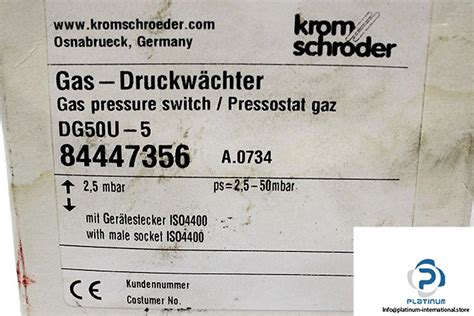 www.kromschroeder.com
Osnabrueck, Germany
krom
schröder
Gas – Druckwächter
Gas pressure switch / Pressostat gaz
DG50U – 5
84447356 A.0734
2,5 mbar ps=2,5–50mbar
mit Gerätestecker ISO4400
with male socket ISO4400
CE Kundennummer
Costumer No.
PLATINUM
Info@platinum-international.store